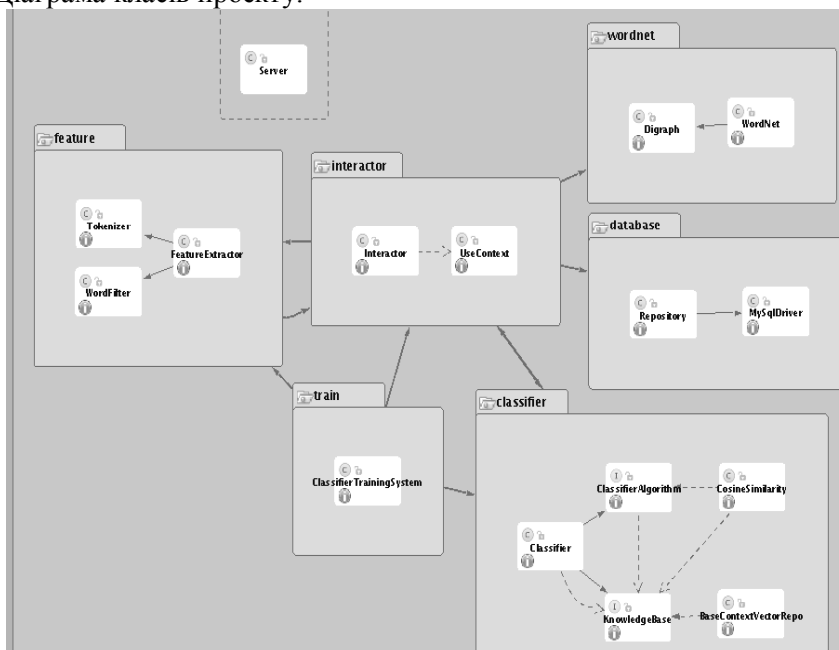 діаграма класів проекту.
Server
wordnet
Digraph
WordNet
feature
Tokenizer
FeatureExtractor
WordFilter
interactor
Interactor
UseContext
database
Repository
MySqlDriver
train
ClassifierTrainingSystem
classifier
ClassifierAlgorithm
CosineSimilarity
Classifier
KnowledgeBase
BaseContextVectorRepo